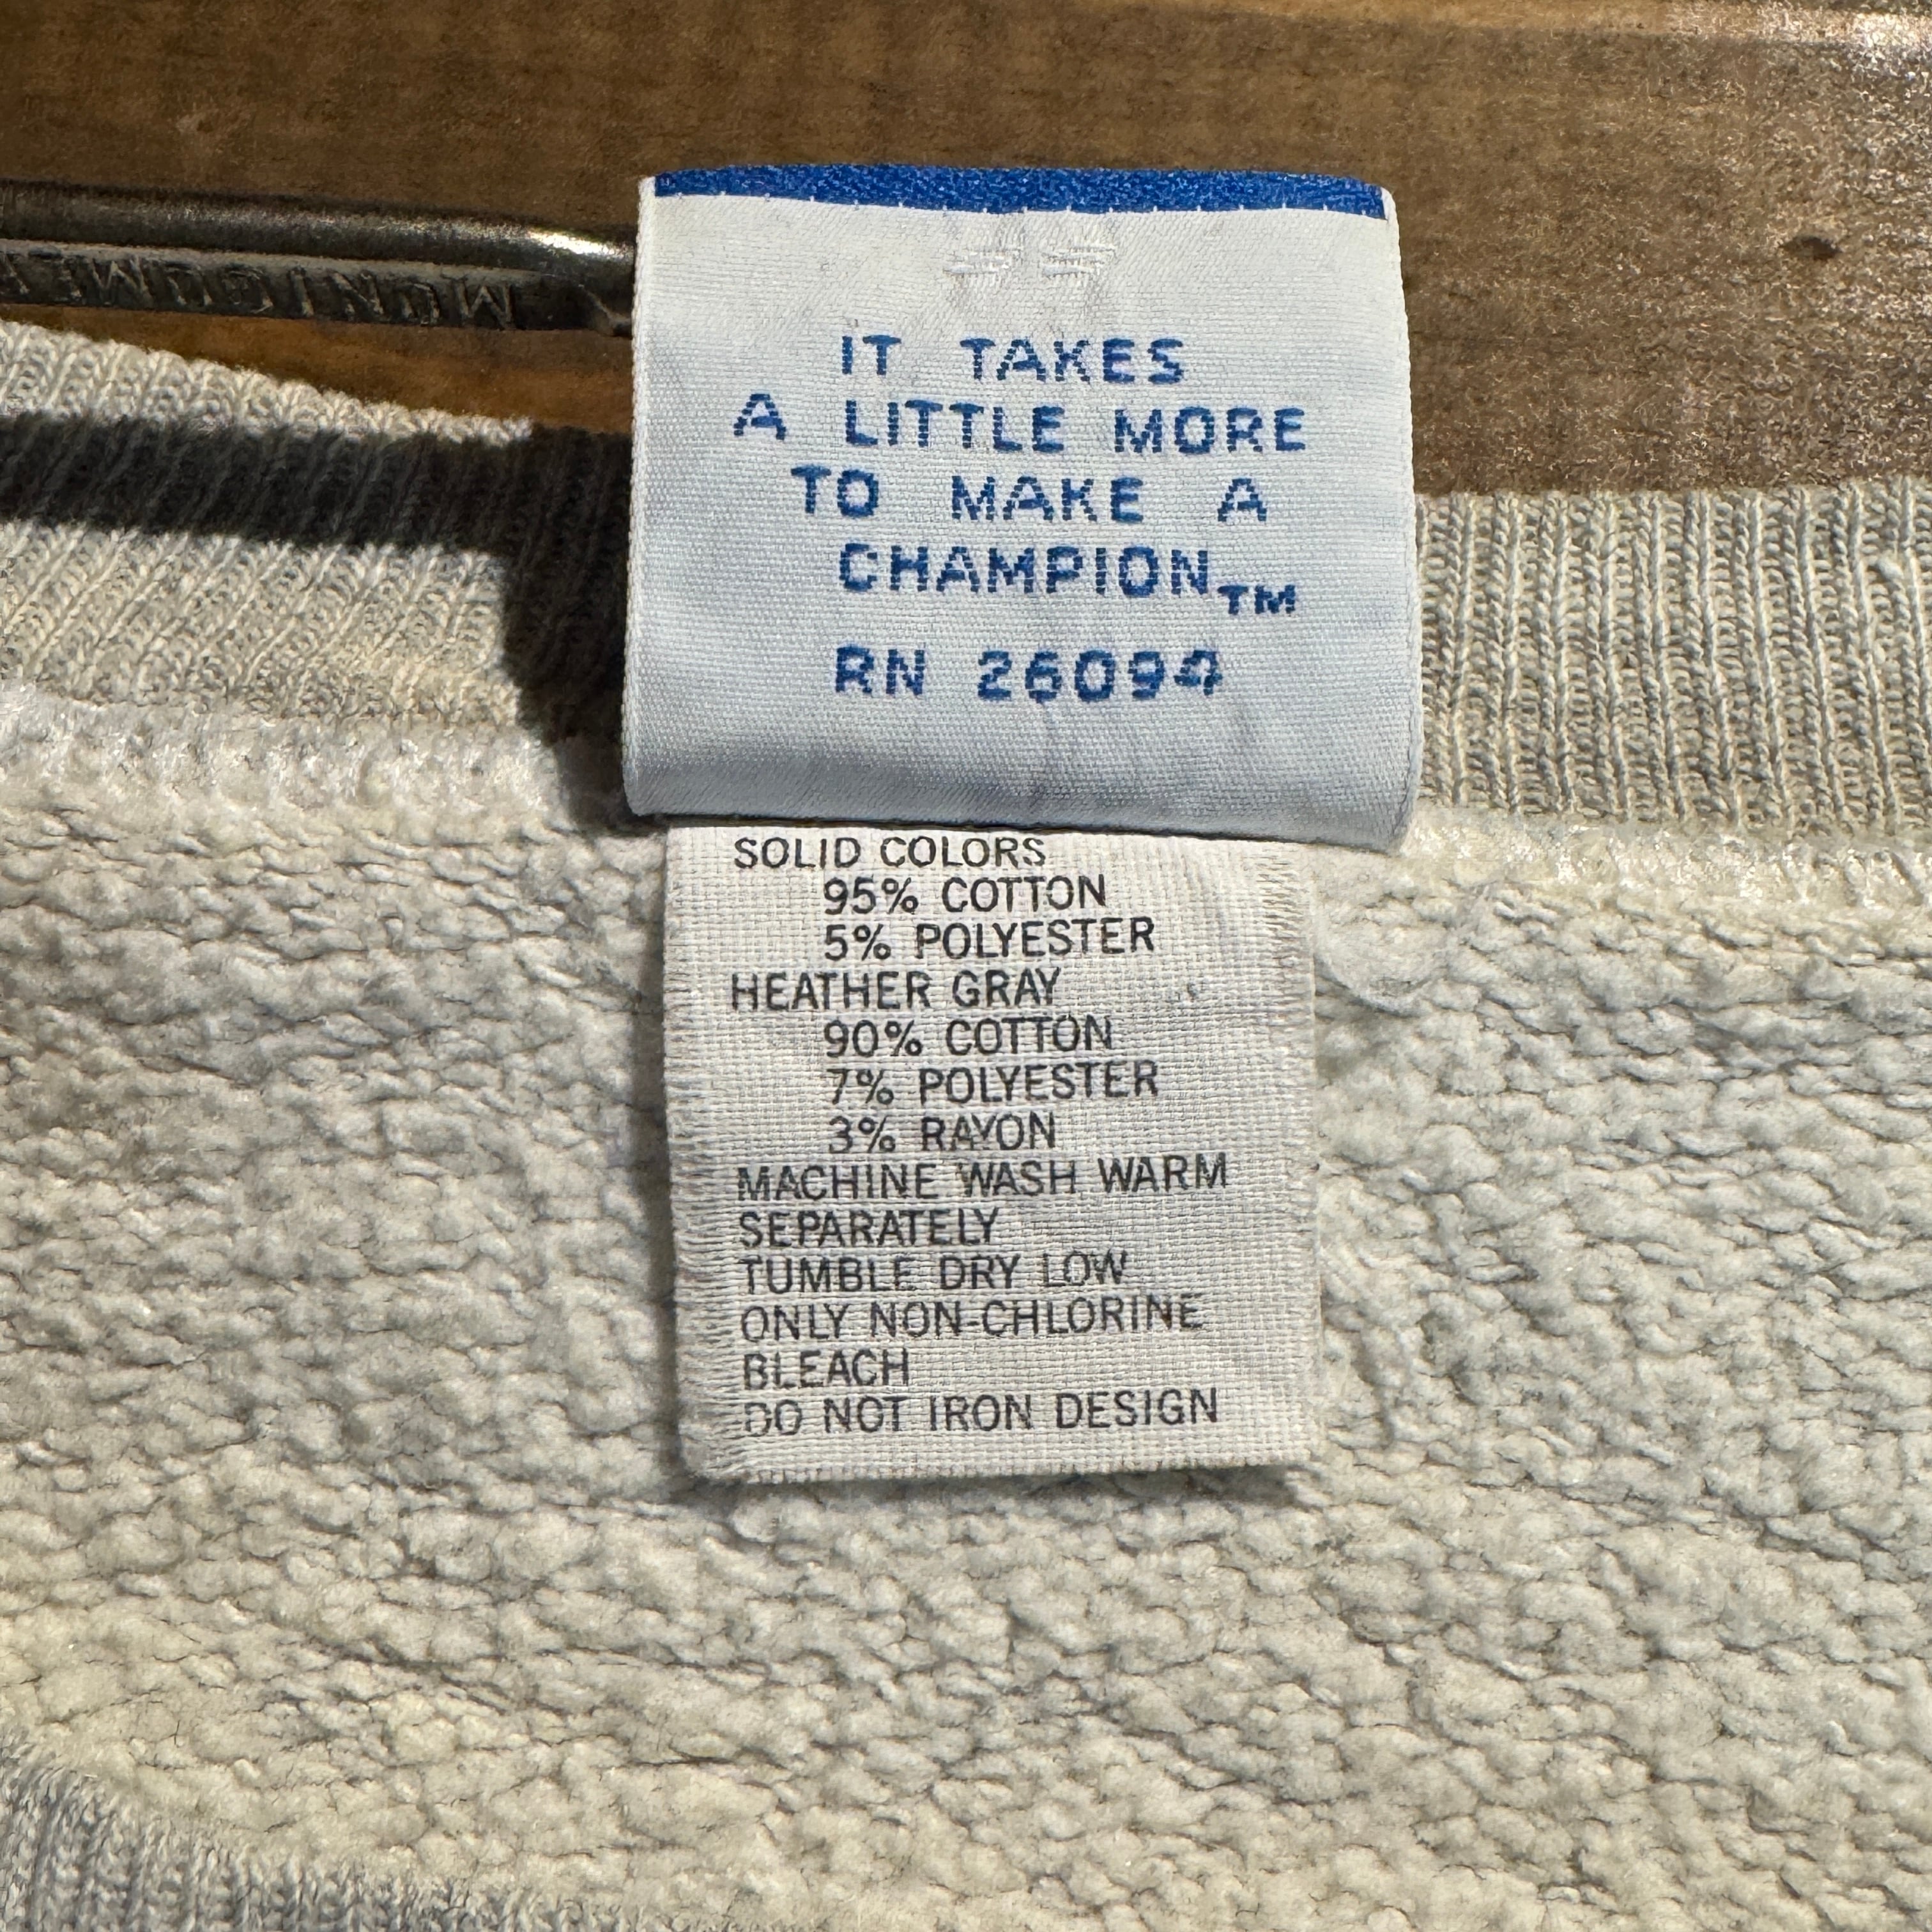 IT TAKES
A LITTLE MORE
TO MAKE A
CHAMPION™
RN 26094
SOLID COLORS
95% COTTON
5% POLYESTER
HEATHER GRAY
90% COTTON
7% POLYESTER
3% RAYON
MACHINE WASH WARM
SEPARATELY
TUMBLE DRY LOW
ONLY NON-CHLORINE
BLEACH
DO NOT IRON DESIGN